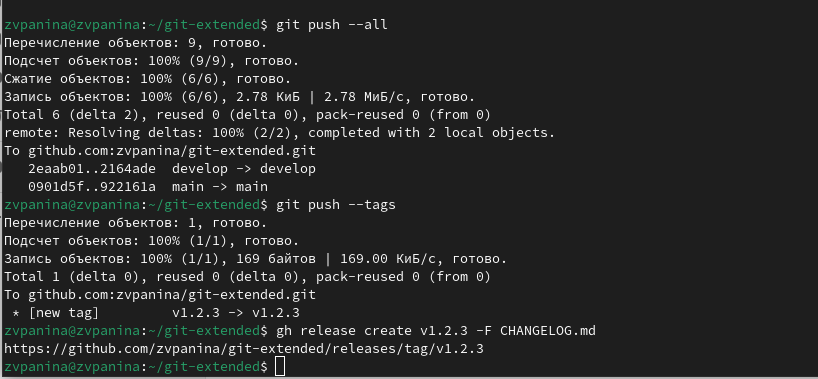 zvpanina@zvpanina:~/git-extended$ git push --all
Перечисление объектов: 9, готово.
Подсчет объектов: 100% (9/9), готово.
Сжатие объектов: 100% (6/6), готово.
Запись объектов: 100% (6/6), 2.78 КиБ | 2.78 МиБ/с, готово.
Total 6 (delta 2), reused 0 (delta 0), pack-reused 0 (from 0)
remote: Resolving deltas: 100% (2/2), completed with 2 local objects.
To github.com:zvpanina/git-extended.git
   2eaab01..2164ade  develop -> develop
   0901d5f..922161a  main -> main
zvpanina@zvpanina:~/git-extended$ git push --tags
Перечисление объектов: 1, готово.
Подсчет объектов: 100% (1/1), готово.
Запись объектов: 100% (1/1), 169 байтов | 169.00 КиБ/с, готово.
Total 1 (delta 0), reused 0 (delta 0), pack-reused 0 (from 0)
To github.com:zvpanina/git-extended.git
 * [new tag]         v1.2.3 -> v1.2.3
zvpanina@zvpanina:~/git-extended$ gh release create v1.2.3 -F CHANGELOG.md
https://github.com/zvpanina/git-extended/releases/tag/v1.2.3
zvpanina@zvpanina:~/git-extended$